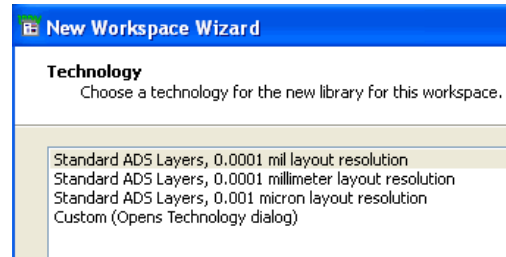 New Workspace Wizard
Technology
Choose a technology for the new library for this workspace.
Standard ADS Layers, 0.0001 mil layout resolution
Standard ADS Layers, 0.0001 millimeter layout resolution
Standard ADS Layers, 0.001 micron layout resolution
Custom (Opens Technology dialog)